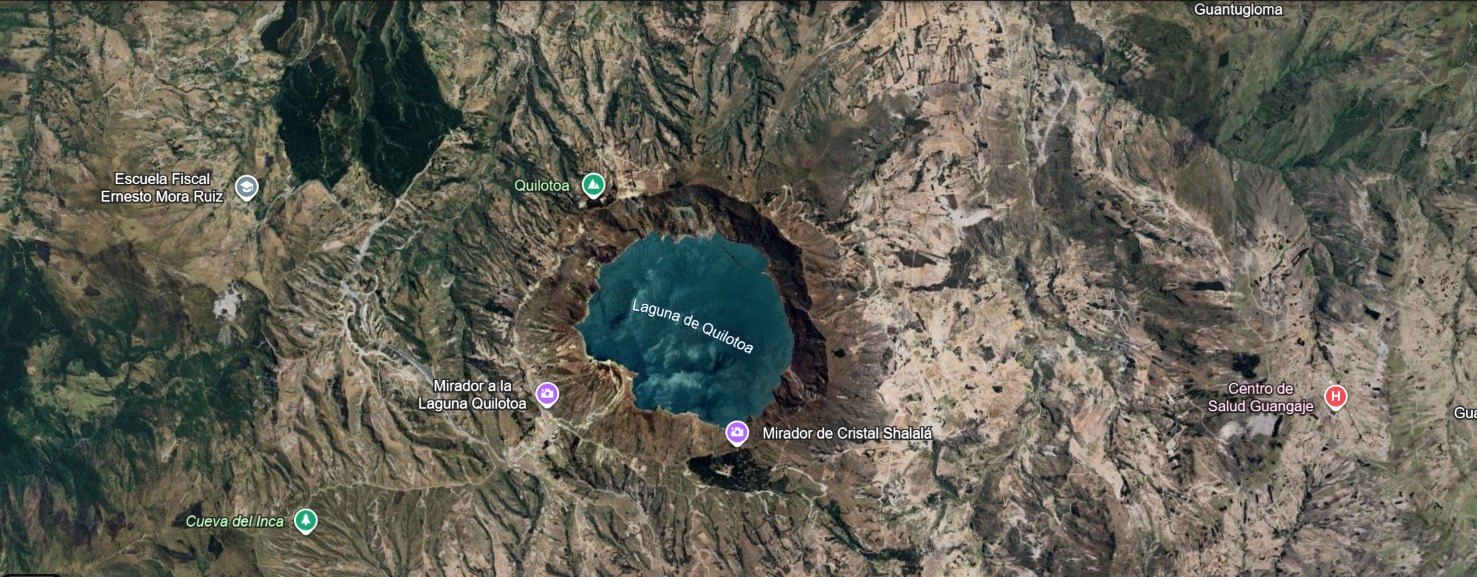 Guantugloma
Escuela Fiscal
Ernesto Mora Ruiz
Quilotoa
Laguna de Quilotoa
Mirador a la
Laguna Quilotoa
Mirador de Cristal Shalalá
Centro de
Salud Guangaje
H
Gua
Cueva del Inca